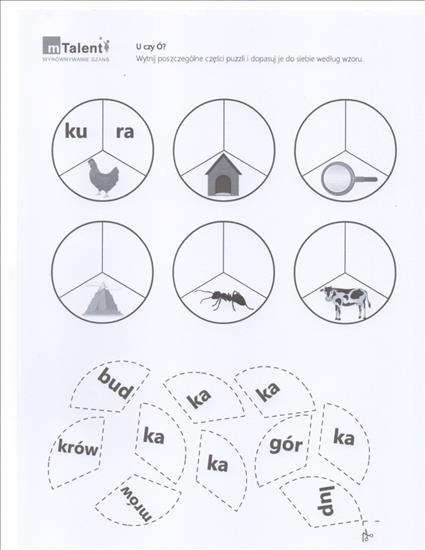 mTalent
WYRÓWNYWANIE SZANS
U czy Ó?
Wytnij poszczególne części puzzli i dopasuj je do siebie według wzoru.
ku ra
bud ka ka
krów ka ka gór ka
mrów lup